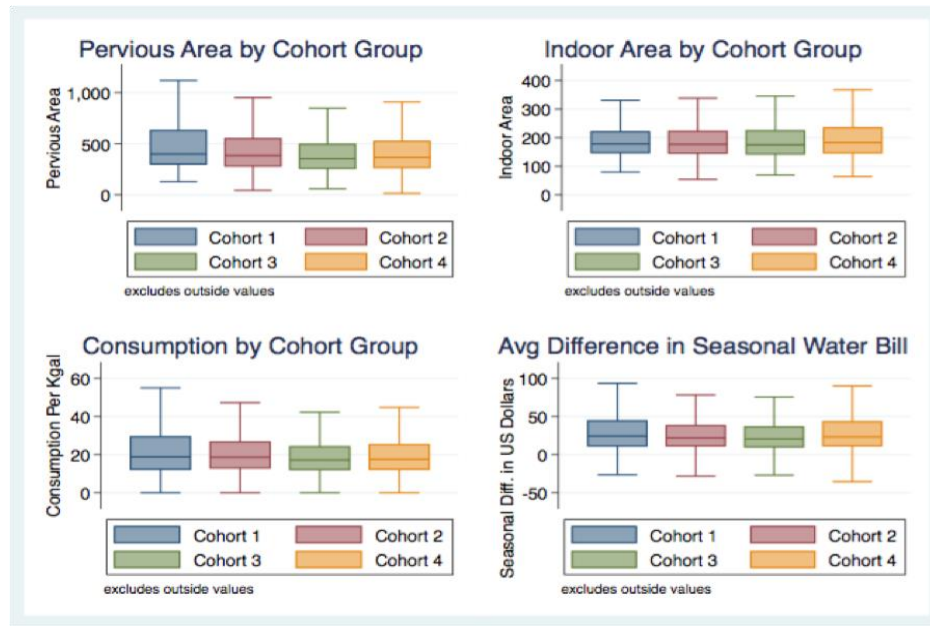 Pervious Area by Cohort Group
Pervious Area
1,000
500
0
Cohort 1 Cohort 2
Cohort 3 Cohort 4
excludes outside values
Indoor Area by Cohort Group
Indoor Area
400
300
200
100
0
Cohort 1 Cohort 2
Cohort 3 Cohort 4
excludes outside values
Consumption by Cohort Group
Consumption Per Kgal
60
40
20
0
Cohort 1 Cohort 2
Cohort 3 Cohort 4
excludes outside values
Avg Difference in Seasonal Water Bill
Seasonal Diff. in US Dollars
100
50
0
-50
Cohort 1 Cohort 2
Cohort 3 Cohort 4
excludes outside values